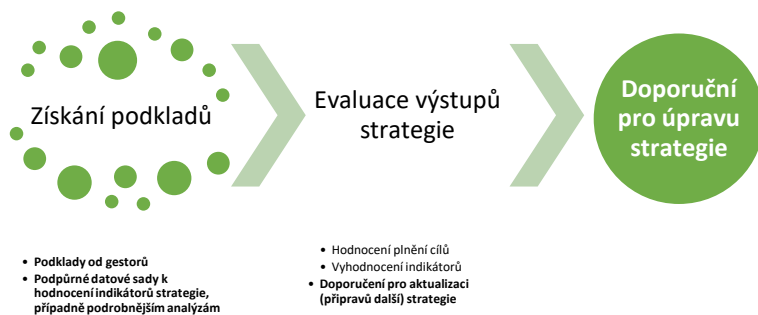 Získání podkladů
Evaluace výstupů
strategie
Doporuční
pro úpravu
strategie
• Podklady od gestorů
• Podpůrné datové sady k
hodnocení indikátorů strategie,
případně podrobnějším analýzám
• Hodnocení plnění cílů
• Vyhodnocení indikátorů
• Doporučení pro aktualizaci
(připravů další) strategie